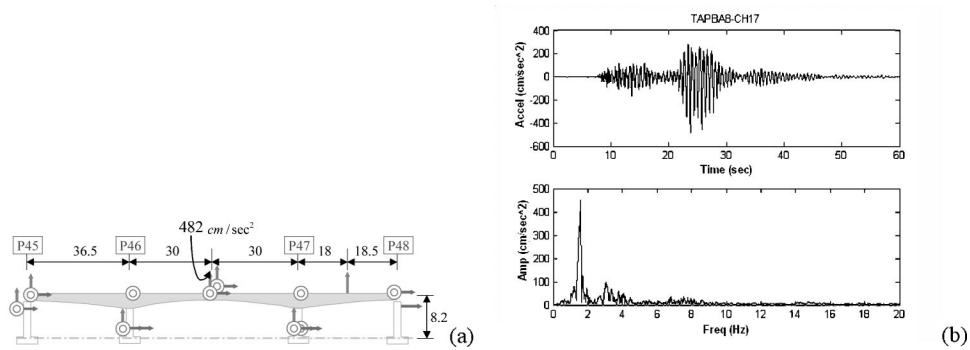 482 cm/sec²
P45 P46 P47 P48
36.5 30 30 18 18.5
8.2
(a)
TAPBA8-CH17
Accel (cm/sec^2)
400
200
0
-200
-400
-600
0 10 20 30 40 50 60
Time (sec)
Amp (cm/sec^2)
500
400
300
200
100
0
0 2 4 6 8 10 12 14 16 18 20
Freq (Hz)
(b)